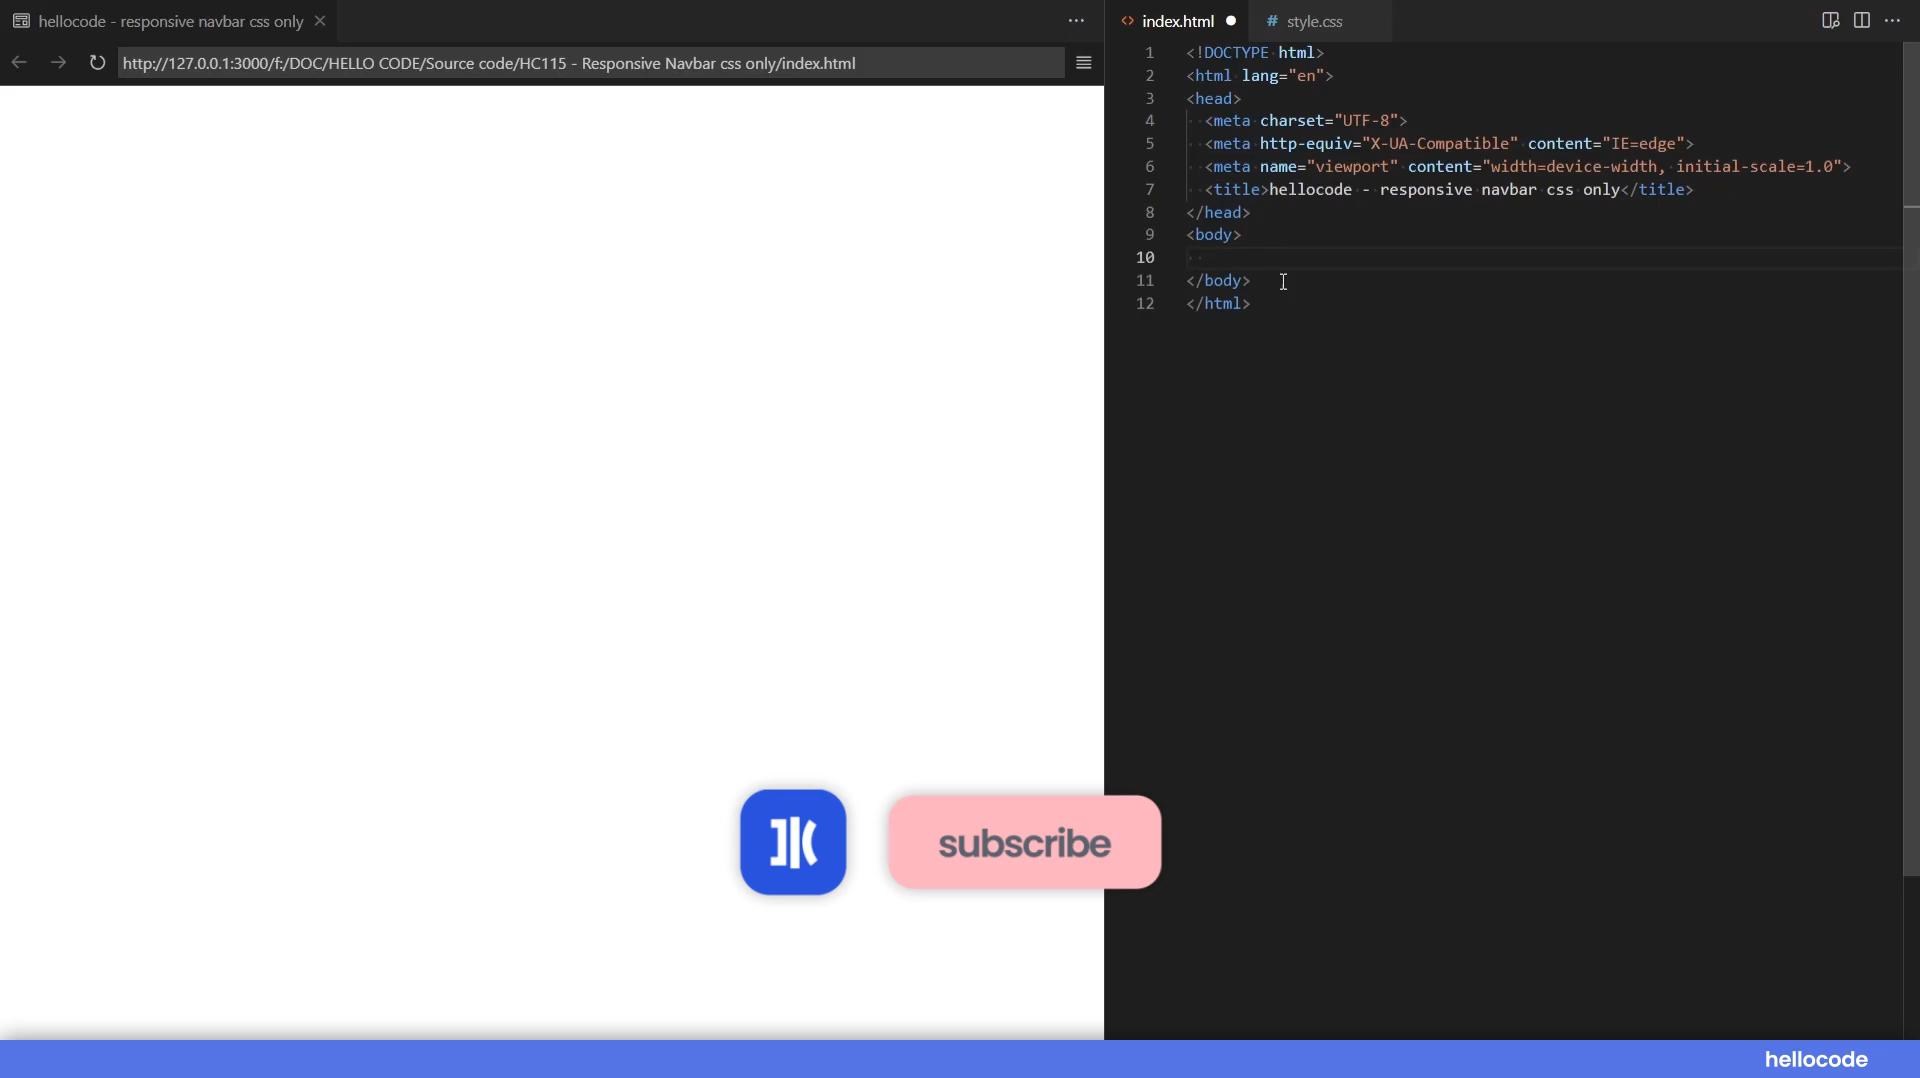 hellocode - responsive navbar css only
http://127.0.0.1:3000/f:/DOC/HELLO CODE/Source code/HC115 - Responsive Navbar css only/index.html
index.html
# style.css
1 <!DOCTYPE html>
2 <html lang="en">
3 <head>
4 <meta charset="UTF-8">
5 <meta http-equiv="X-UA-Compatible" content="IE=edge">
6 <meta name="viewport" content="width=device-width, initial-scale=1.0">
7 <title>hellocode - responsive navbar css only</title>
8 </head>
9 <body>
10
11 </body>
12 </html>
subscribe
hellocode